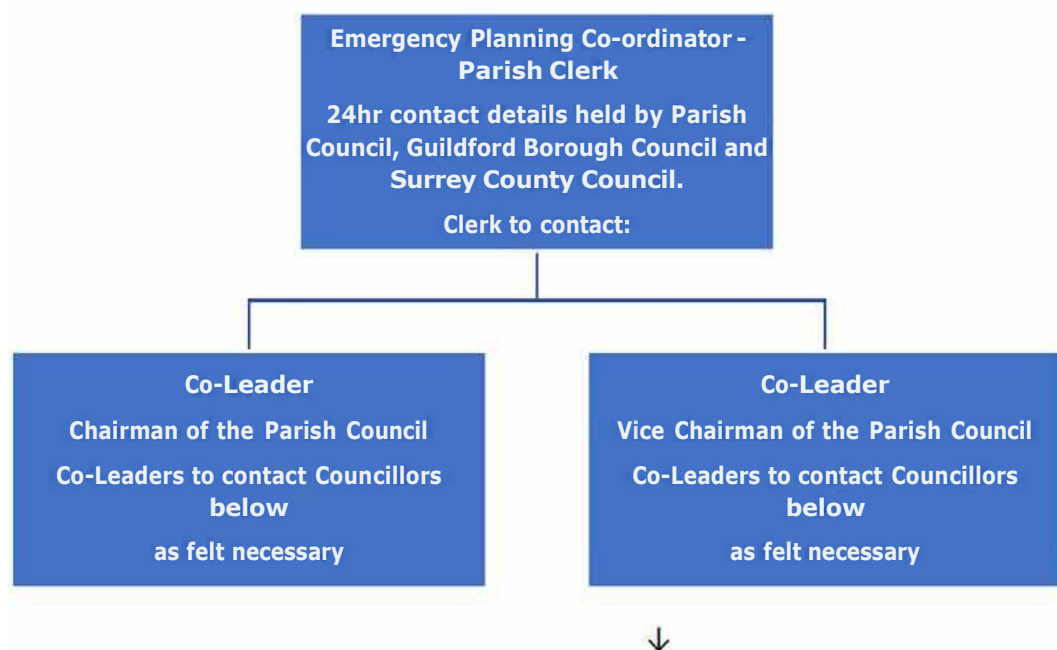 Emergency Planning Co-ordinator -
Parish Clerk
24hr contact details held by Parish
Council, Guildford Borough Council and
Surrey County Council.
Clerk to contact:
Co-Leader
Chairman of the Parish Council
Co-Leaders to contact Councillors
below
as felt necessary
Co-Leader
Vice Chairman of the Parish Council
Co-Leaders to contact Councillors
below
as felt necessary